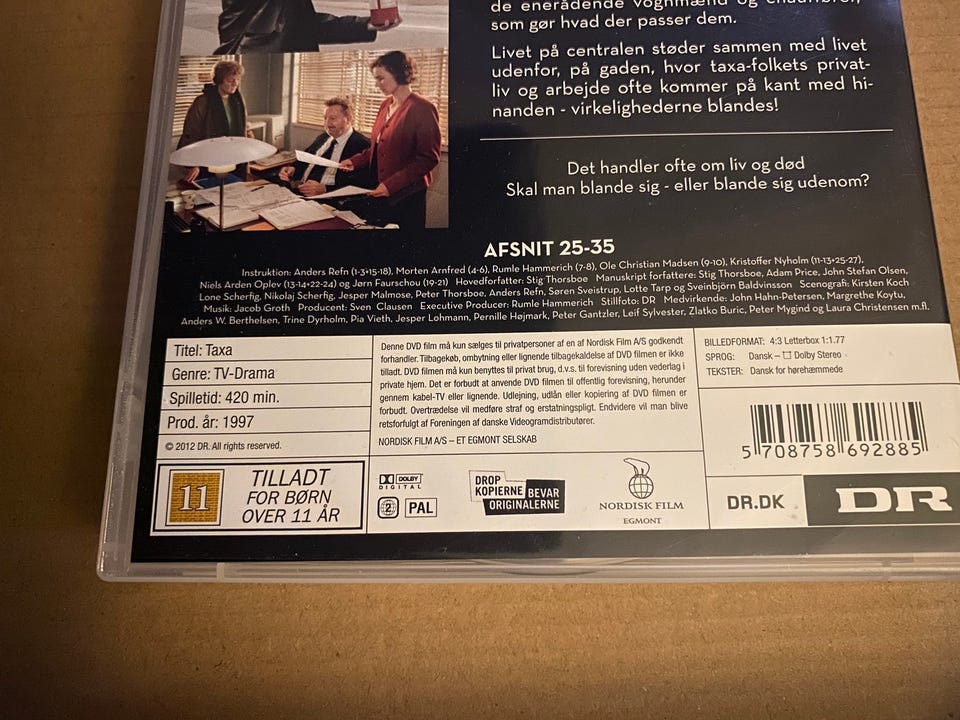 de enerådende vognmænd og chauffører,
som gør hvad der passer dem.
Livet på centralen støder sammen med livet
udenfor, på gaden, hvor taxa-folkets privat-
liv og arbejde ofte kommer på kant med hi-
nanden - virkelighederne blandes!
Det handler ofte om liv og død
Skal man blande sig - eller blande sig udenom?
AFSNIT 25-35
Instruktion: Anders Refn (1-3+15-18), Morten Arnfred (4-6), Rumle Hammerich (7-8), Ole Christian Madsen (9-10), Kristoffer Nyholm (11-13+25-27),
Niels Arden Oplev (13-14+22-24) og Jørn Faurschou (19-21) Hovedforfatter: Stig Thorsboe Manuskript forfattere: Stig Thorsboe, Adam Price, John Stefan Olsen,
Lone Scherfig, Nikolaj Scherfig, Jesper Malmose, Peter Thorsboe, Anders Refn, Søren Sveistrup, Lotte Tarp og Sveinbjörn Baldvinsson Scenografi: Kirsten Koch
Musik: Jacob Groth Producent: Sven Clausen Executive Producer: Rumle Hammerich Stillfoto: DR Medvirkende: John Hahn-Petersen, Margrethe Koytu,
Anders W. Berthelsen, Trine Dyrholm, Pia Vieth, Jesper Lohmann, Pernille Højmark, Peter Gantzler, Leif Sylvester, Zlatko Buric, Peter Mygind og Laura Christensen m.fl.
Titel: Taxa
Genre: TV-Drama
Spilletid: 420 min.
Prod. år: 1997
© 2012 DR. All rights reserved.
11
TILLADT
FOR BØRN
OVER 11 ÅR
Denne DVD film må kun sælges til privatpersoner af en af Nordisk Film A/S godkendt
forhandler. Tilbagekøb, ombytning eller lignende tilbagekaldelse af DVD filmen er ikke
tilladt. DVD filmen må kun benyttes til privat brug, d.v.s. til forevisning uden vederlag i
private hjem. Det er forbudt at anvende DVD filmen til offentlig forevisning, herunder
gennem kabel-TV eller lignende. Udlejning, udlån eller kopiering af DVD filmen er
forbudt. Overtrædelse vil medføre straf og erstatningspligt. Endvidere vil man blive
retsforfulgt af Foreningen af danske Videogramdistributører.
NORDISK FILM A/S – ET EGMONT SELSKAB
DOLBY
DIGITAL
2
PAL
DROP
KOPIERNE
BEVAR
ORIGINALERNE
NORDISK FILM
EGMONT
BILLEDFORMAT: 4:3 Letterbox 1:1.77
SPROG: Dansk – Dolby Stereo
TEKSTER: Dansk for hørehæmmede
5 708758 692885
DR.DK
DR